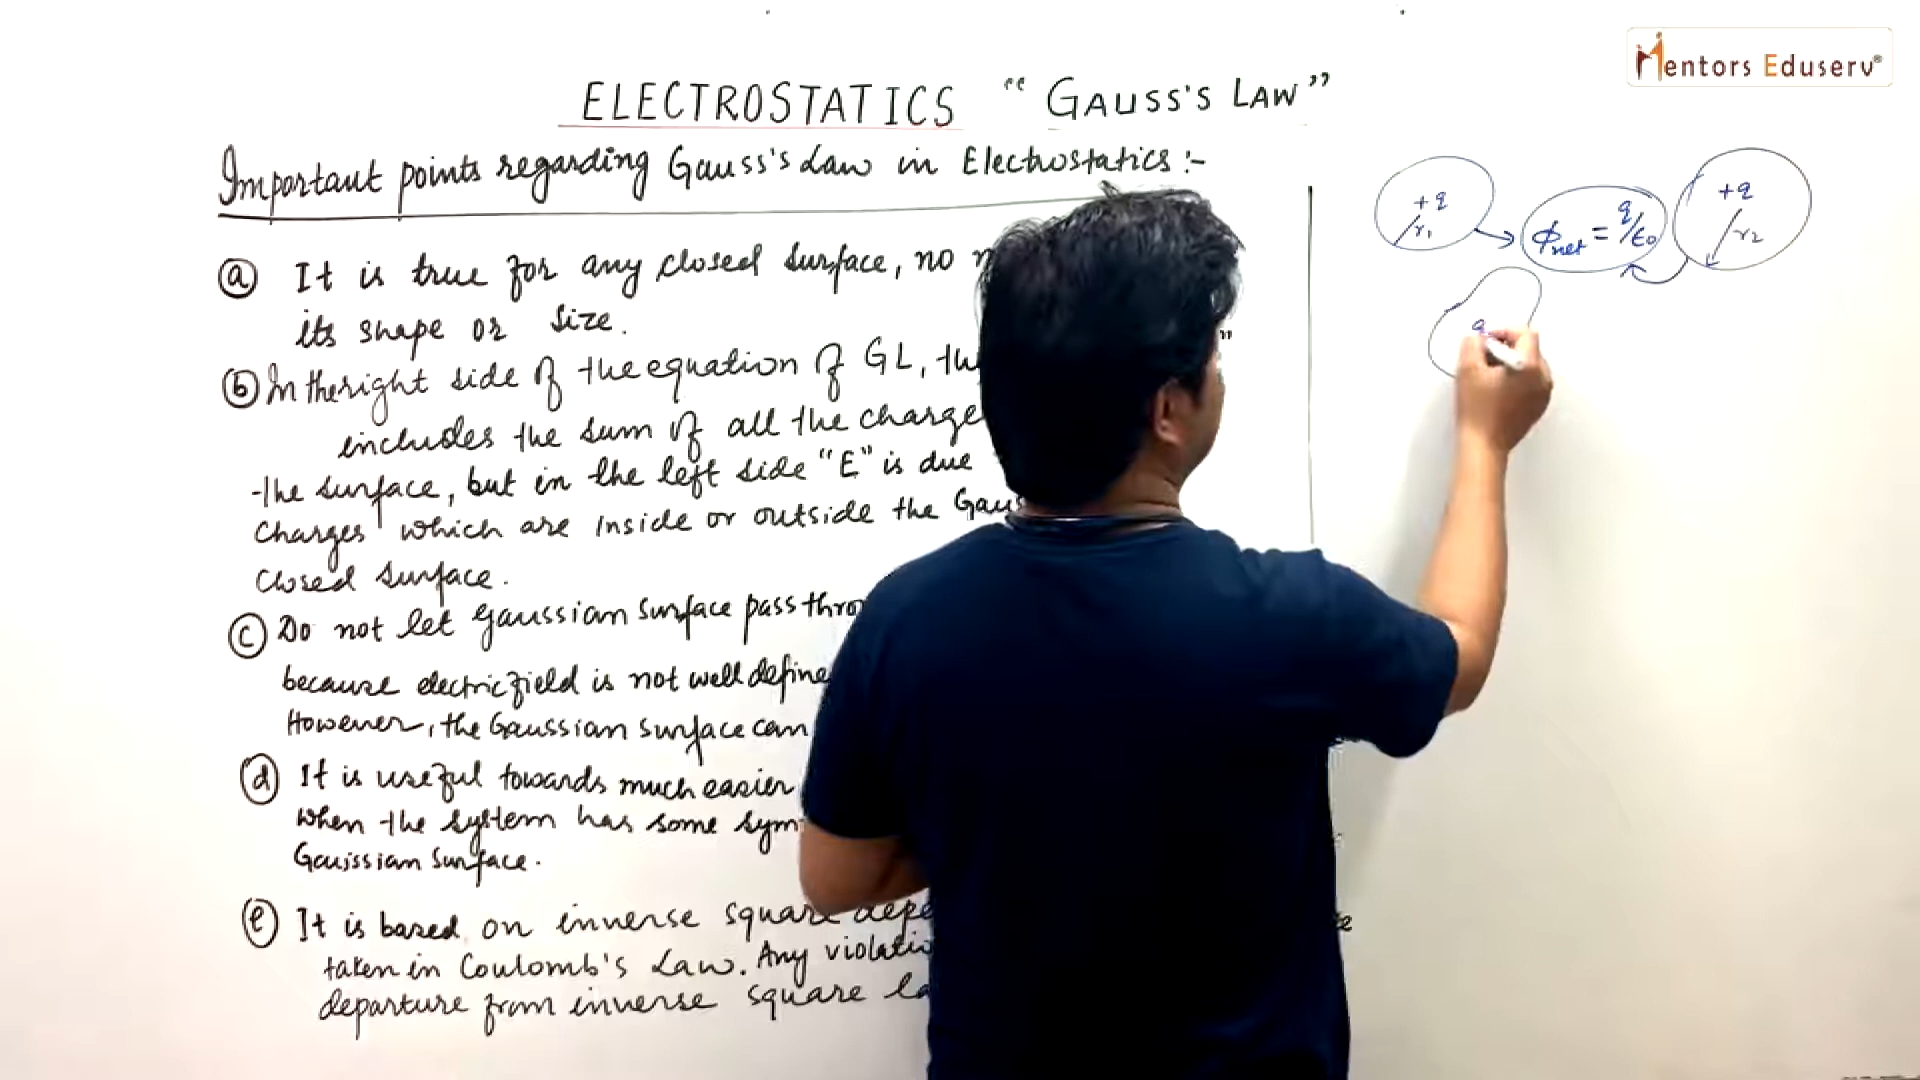 Mentors Eduserv®
ELECTROSTATICS "GAUSS'S LAW"
Important points regarding Gauss's Law in Electrostatics :-
(a) It is true for any closed surface, no
its shape or size.
(b) In the right side of the equation of GL, the "
includes the sum of all the charge
the surface, but in the left side "E" is due
Charges which are inside or outside the Gaus
closed surface.
(c) Do not let gaussian surface pass thro
because electric field is not well define
However, the Gaussian surface can
(d) It is useful towards much easier
when the system has some sym
Gaussian Surface.
(e) It is based on inverse square depe
taken in Coulomb's Law. Any violatio
departure from inverse square la
+q
r1
ϕnet = q/ε0
+q
r2
q